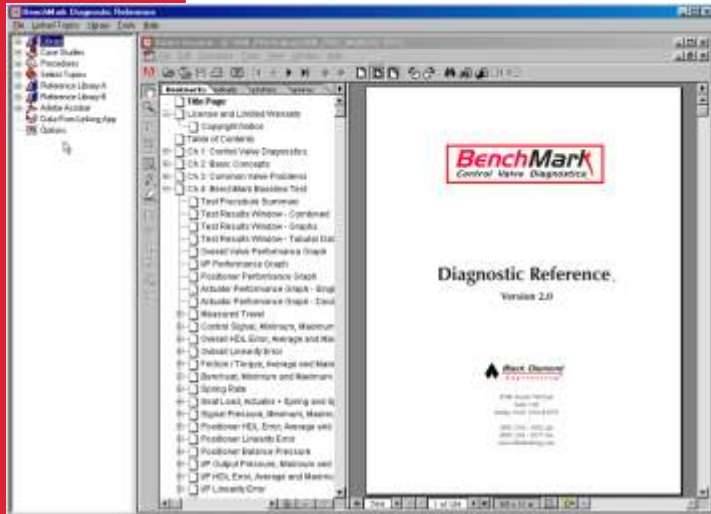 BenchMark Diagnostic Reference
File Linked Topics Library Tools Help
Library
Case Studies
Procedures
Select Topics
Reference Library A
Reference Library B
Adobe Acrobat
Data From Linking App
Options
Bookmarks
Title Page
License and Limited Warranty
Copyright Notice
Table of Contents
Ch 1: Control Valve Diagnostics
Ch 2: Basic Concepts
Ch 3: Common Valve Problems
Ch 4: BenchMark Baseline Test
Test Procedure Summary
Test Results Window - Combined
Test Results Window - Graphs
Test Results Window - Tabular Dat
Overall Valve Performance Graph
I/P Performance Graph
Positioner Performance Graph
Actuator Performance Graph - Singl
Actuator Performance Graph - Doub
Measured Travel
Control Signal, Minimum, Maximum
Overall HDL Error, Average and Max
Overall Linearity Error
Friction / Torque, Average and Maxi
Benchset, Minimum and Maximum
Spring Rate
Seat Load, Actuator + Spring and Sp
Signal Pressure, Minimum, Maximu
Positioner HDL Error, Average and
Positioner Linearity Error
Positioner Balance Pressure
I/P Output Pressure, Minimum and
I/P HDL Error, Average and Maximu
I/P Linearity Error
BenchMark
Control Valve Diagnostics
Diagnostic Reference
Version 2.0
Black Diamond
Engineering